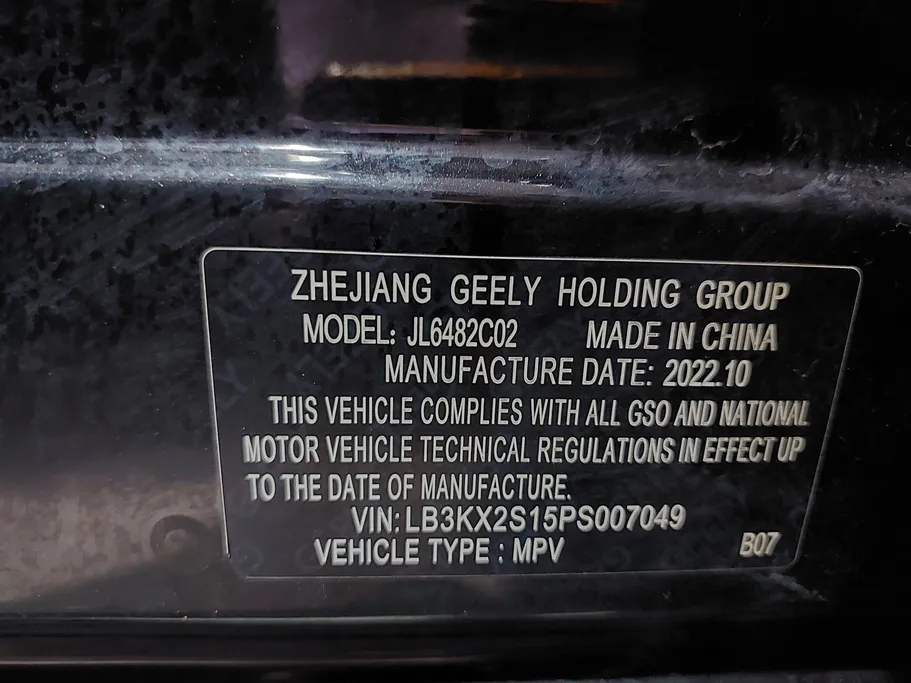 ZHEJIANG GEELY HOLDING GROUP
MODEL: JL6482C02 MADE IN CHINA
MANUFACTURE DATE: 2022.10
THIS VEHICLE COMPLIES WITH ALL GSO AND NATIONAL
MOTOR VEHICLE TECHNICAL REGULATIONS IN EFFECT UP
TO THE DATE OF MANUFACTURE.
VIN: LB3KX2S15PS007049
VEHICLE TYPE : MPV B07